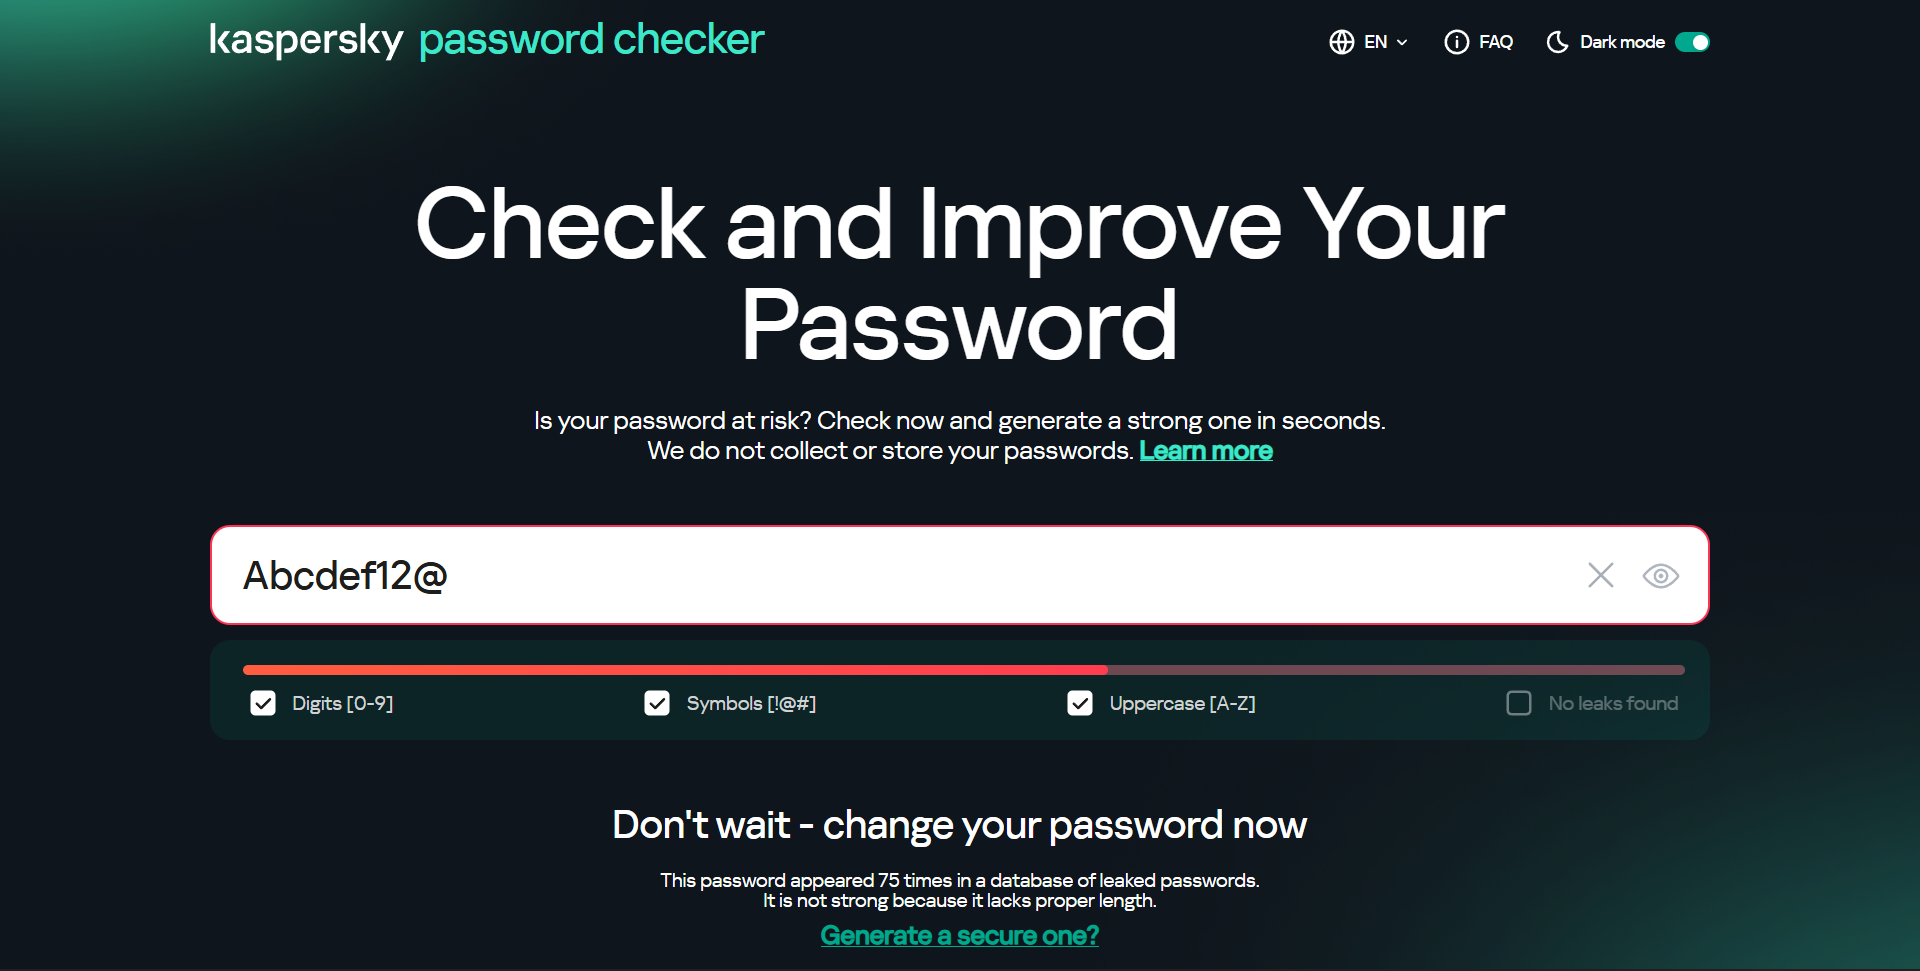 kaspersky password checker
EN
FAQ
Dark mode
Check and Improve Your
Password
Is your password at risk? Check now and generate a strong one in seconds.
We do not collect or store your passwords. Learn more
Abcdef12@
Digits [0-9]
Symbols [!@#]
Uppercase [A-Z]
No leaks found
Don't wait - change your password now
This password appeared 75 times in a database of leaked passwords.
It is not strong because it lacks proper length.
Generate a secure one?